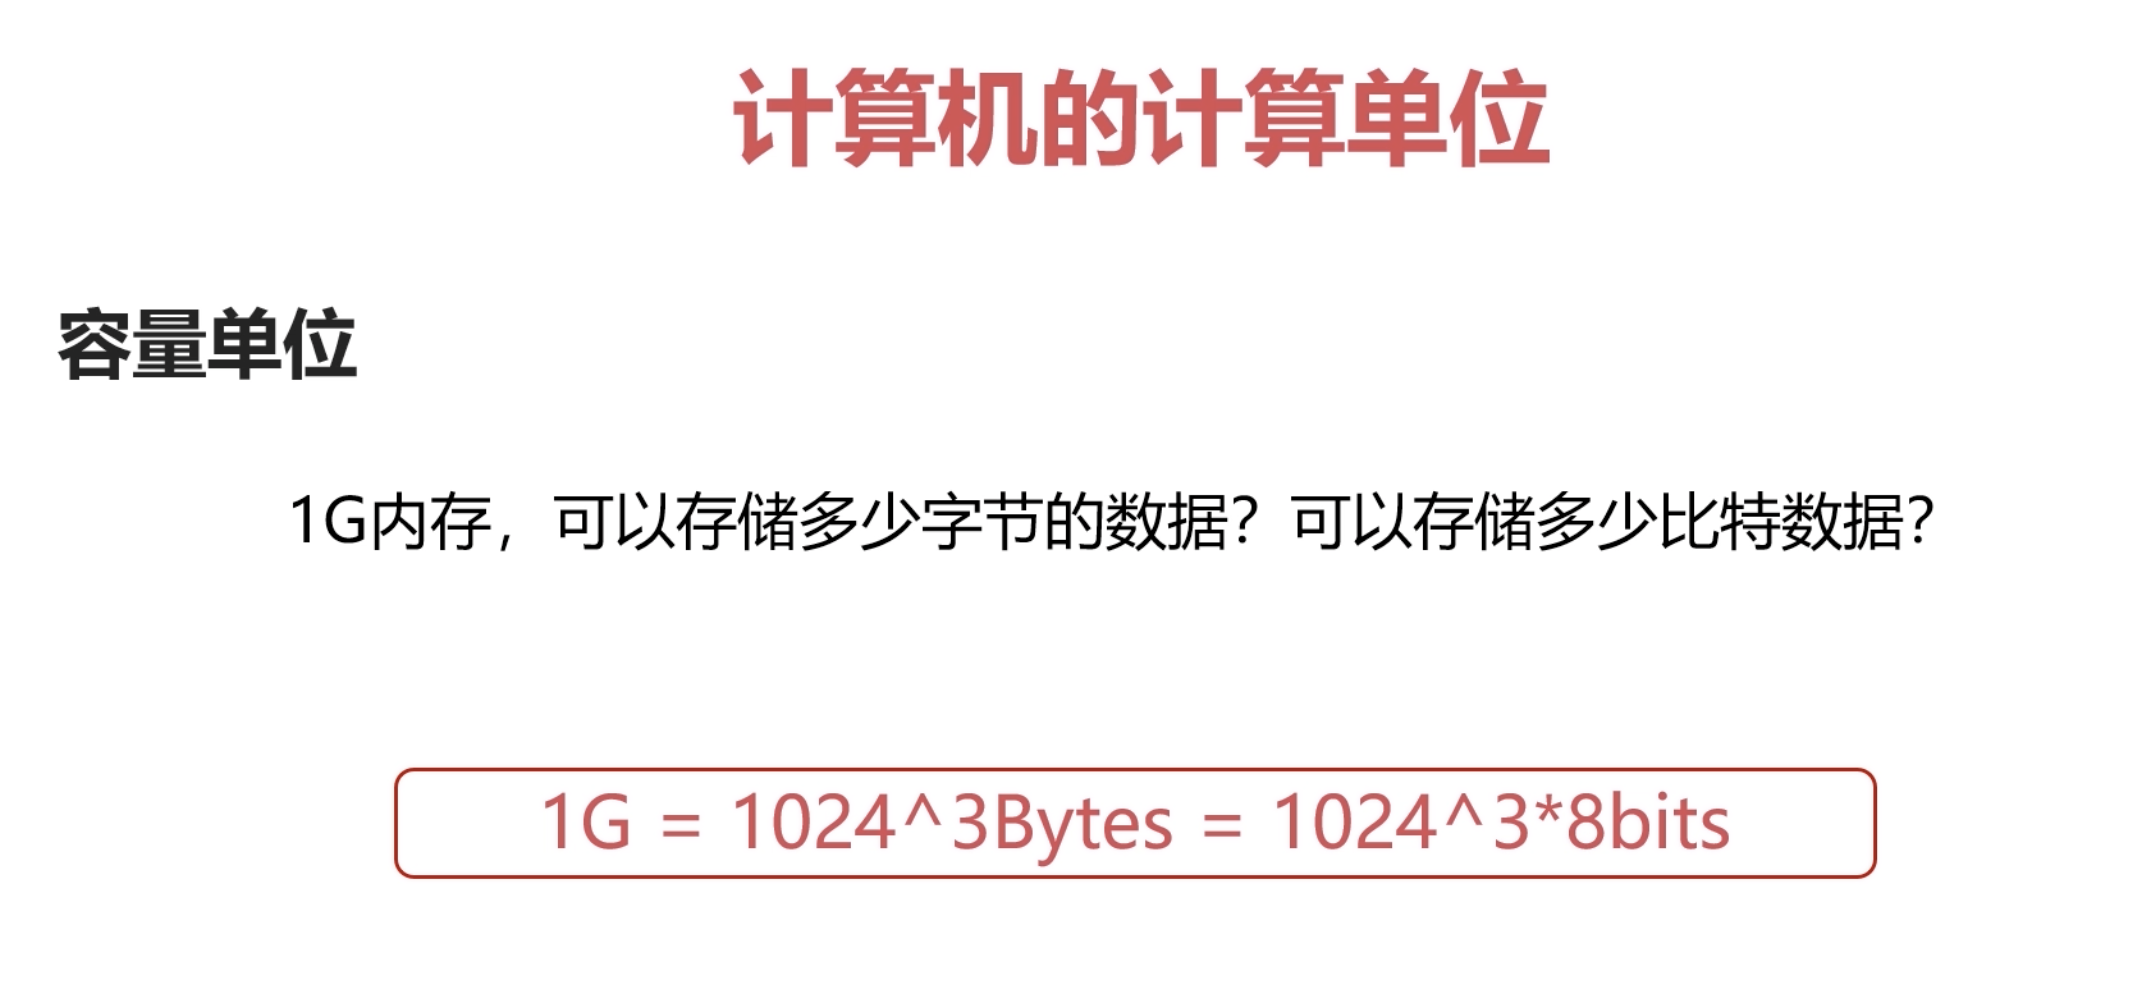 计算机的计算单位
容量单位
1G内存，可以存储多少字节的数据？可以存储多少比特数据？
1G = 1024^3Bytes = 1024^3*8bits